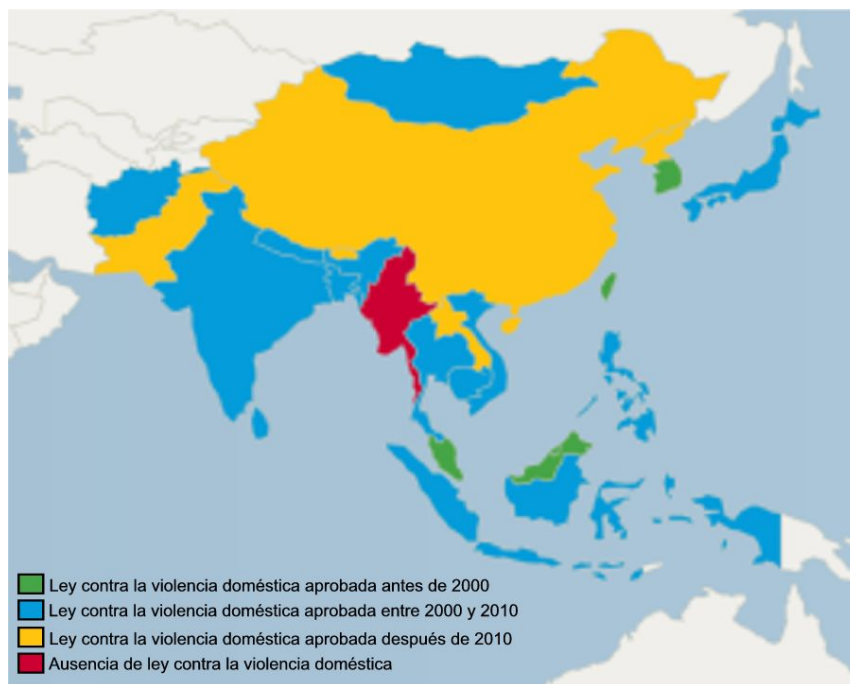 Ley contra la violencia doméstica aprobada antes de 2000
Ley contra la violencia doméstica aprobada entre 2000 y 2010
Ley contra la violencia doméstica aprobada después de 2010
Ausencia de ley contra la violencia doméstica